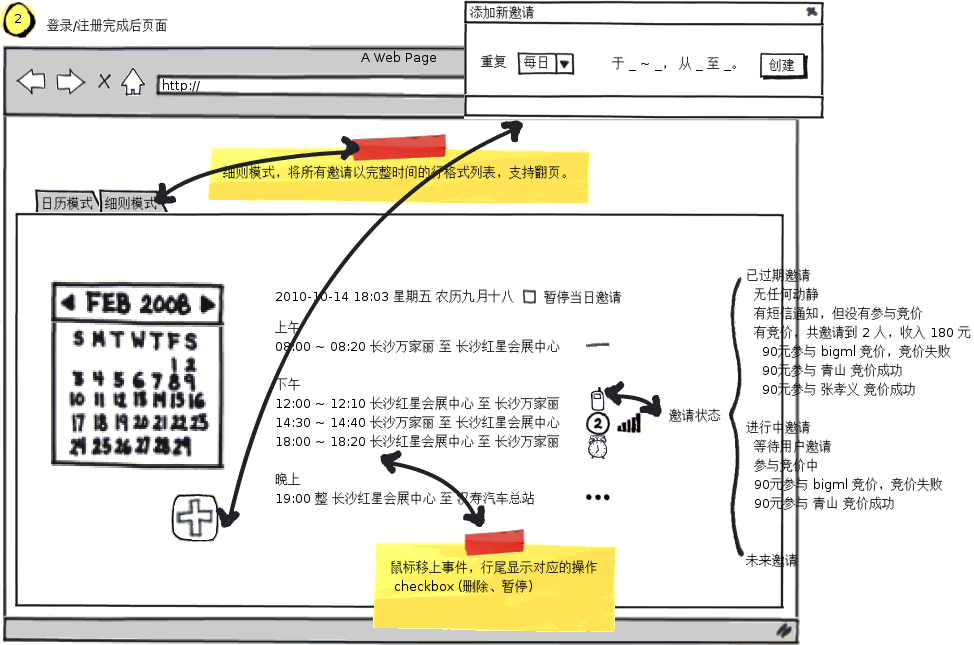 2 登录/注册完成后页面
添加新邀请
重复 每日 于 _ ~ _，从 _ 至 _。 创建
A Web Page
http://
细则模式，将所有邀请以完整时间的行格式列表，支持翻页。
日历模式 细则模式
FEB 2008
S M T W T F S
1 2
3 4 5 6 7 8 9
10 11 12 13 14 15 16
17 18 19 20 21 22 23
24 25 26 27 28 29
2010-10-14 18:03 星期五 农历九月十八 暂停当日邀请
上午
08:00 ~ 08:20 长沙万家丽 至 长沙红星会展中心
下午
12:00 ~ 12:10 长沙红星会展中心 至 长沙万家丽
14:30 ~ 14:40 长沙红星会展中心 至 长沙万家丽 2
18:00 ~ 18:20 长沙红星会展中心 至 长沙万家丽
晚上
19:00 整 长沙红星会展中心 至 汉寿汽车总站
邀请状态
已过期邀请
无任何动静
有短信通知，但没有参与竞价
有竞价，共邀请到 2 人，收入 180 元
90元参与 bigml 竞价，竞价失败
90元参与 青山 竞价成功
90元参与 张孝义 竞价成功
进行中邀请
等待用户邀请
参与竞价中
90元参与 bigml 竞价，竞价失败
90元参与 青山 竞价成功
未来邀请
鼠标移上事件，行尾显示对应的操作
checkbox (删除、暂停)